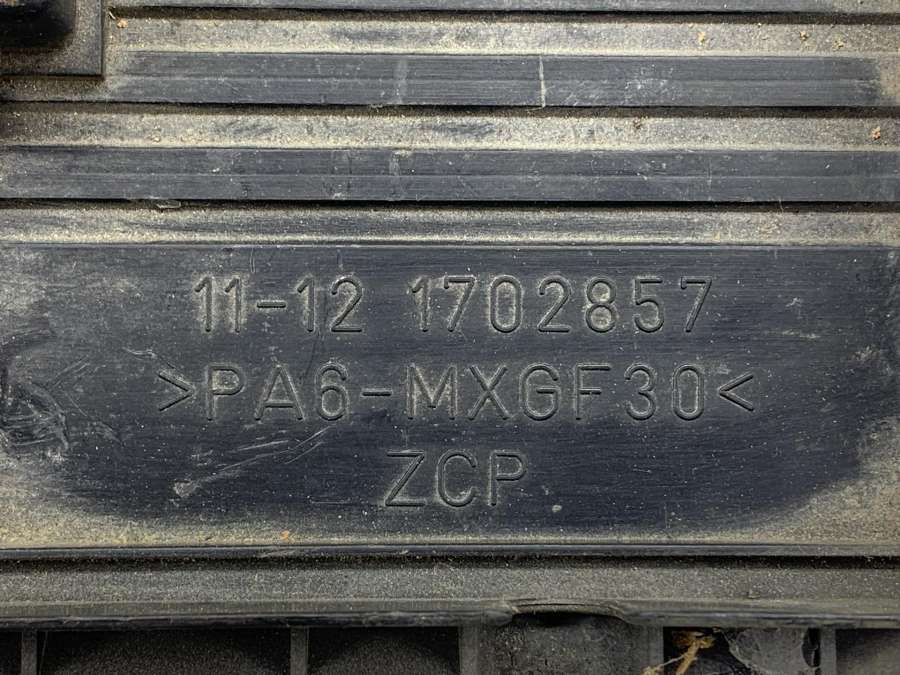 11-12 1702857
>PA6-MXGF30<
ZCP